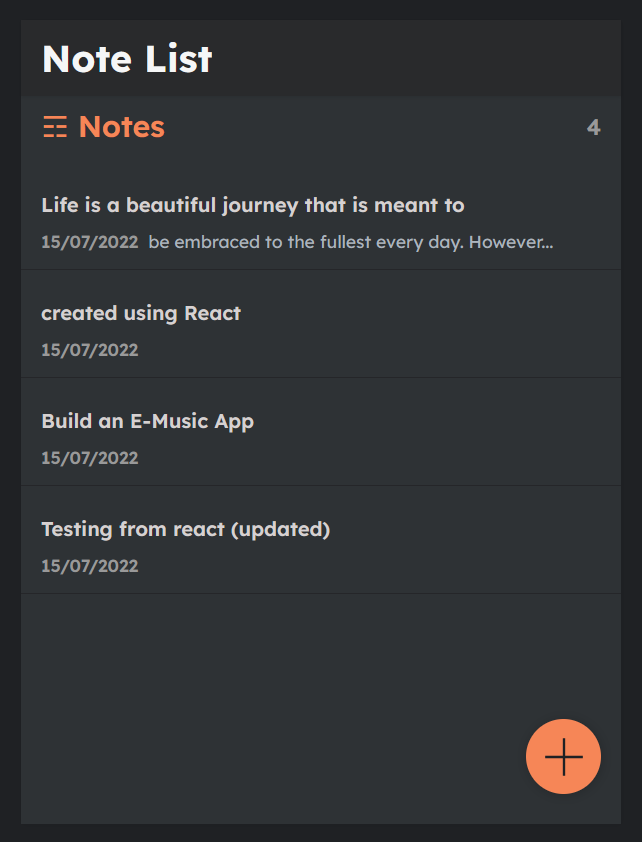 Note List
☶ Notes 4
Life is a beautiful journey that is meant to
15/07/2022 be embraced to the fullest every day. However...
created using React
15/07/2022
Build an E-Music App
15/07/2022
Testing from react (updated)
15/07/2022